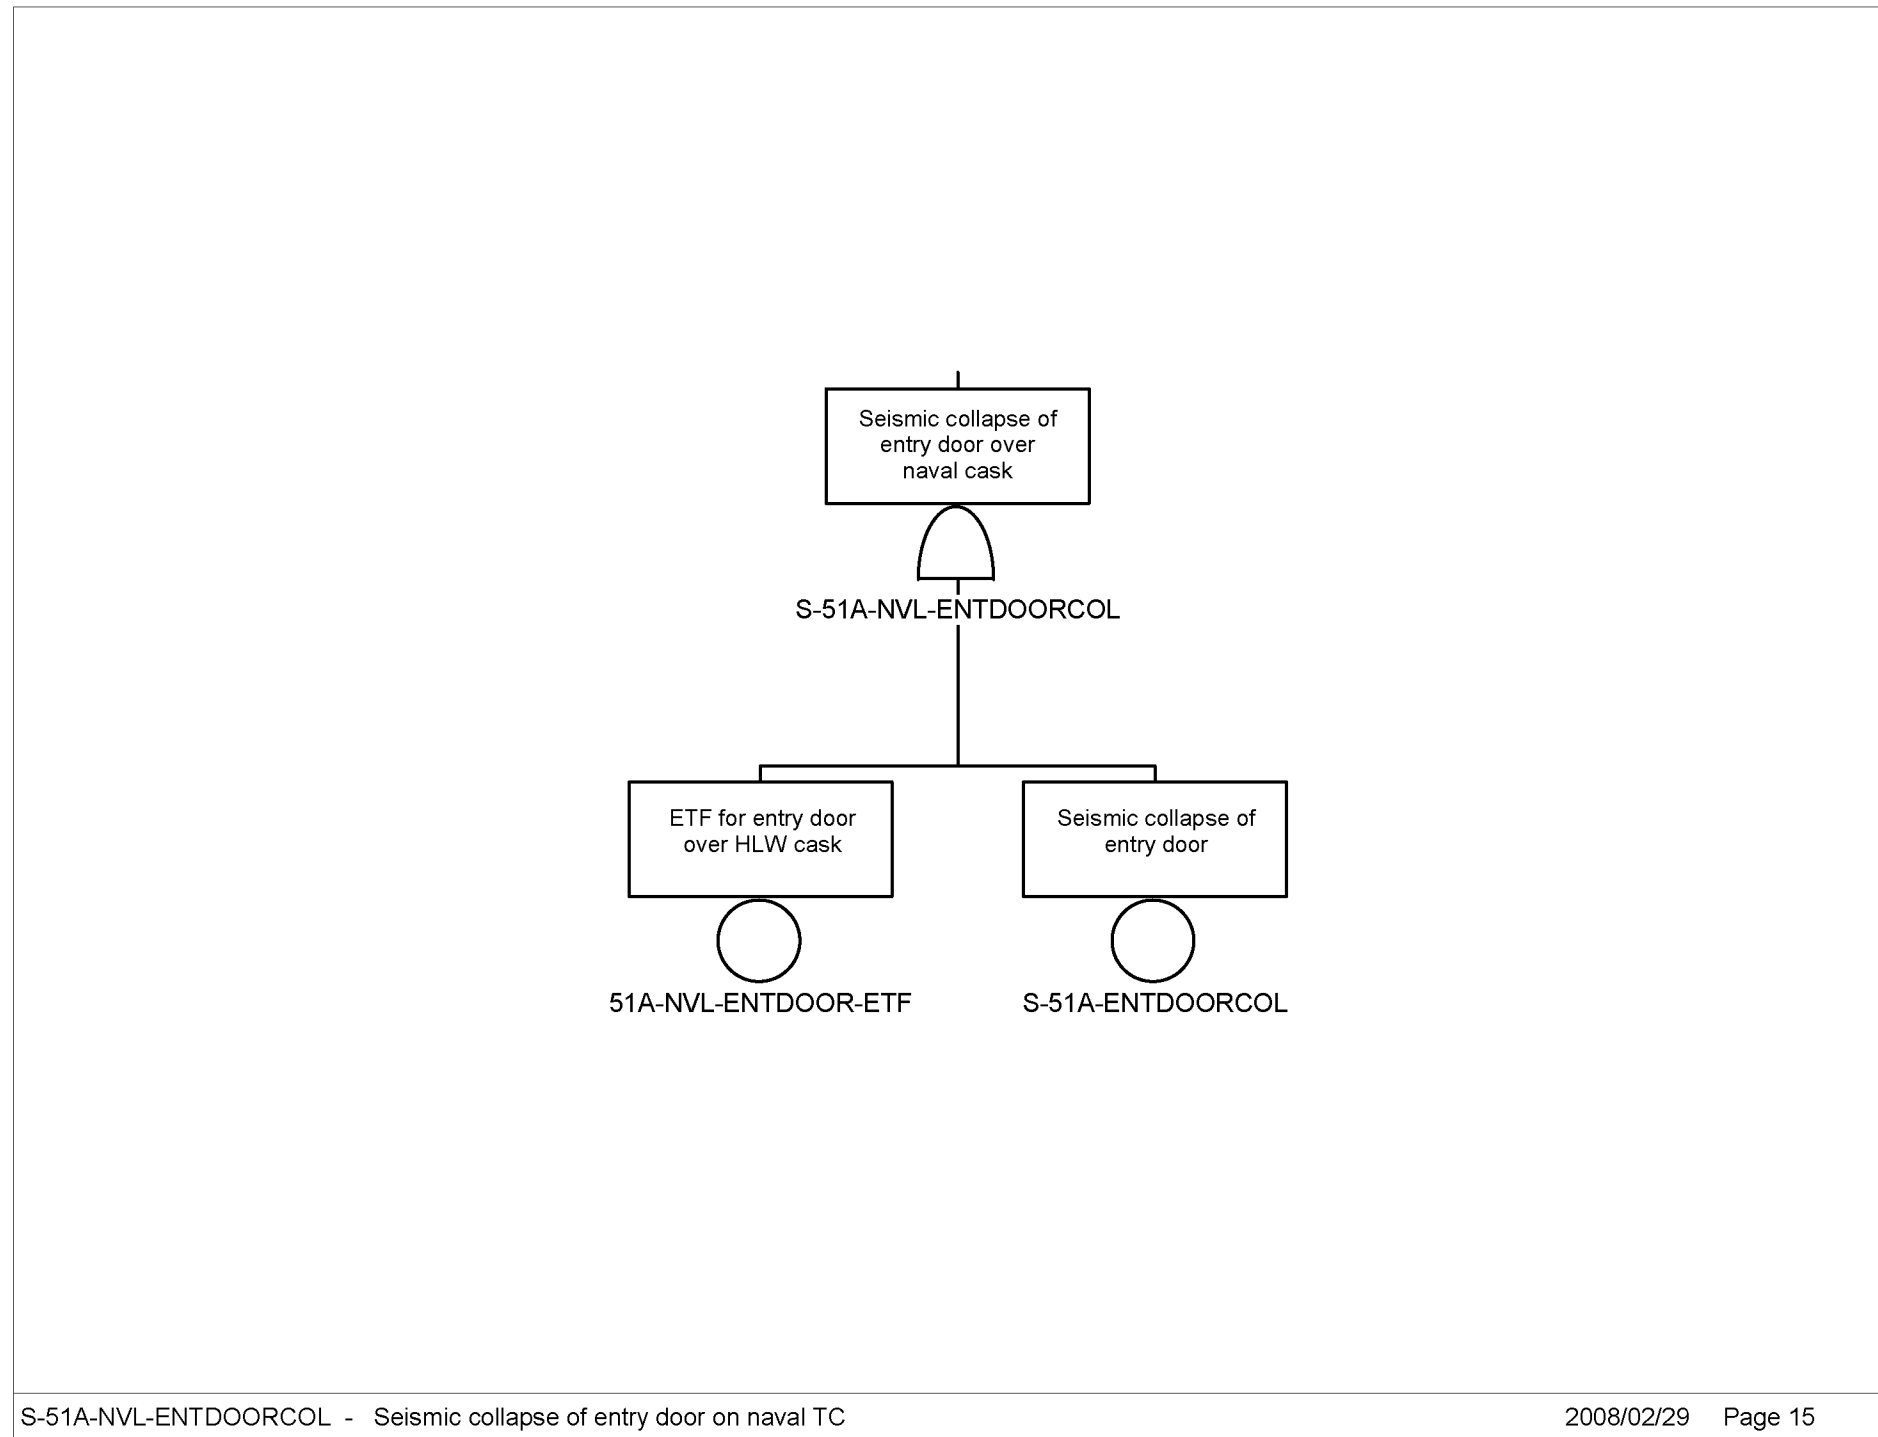 Seismic collapse of
entry door over
naval cask
S-51A-NVL-ENTDOORCOL
ETF for entry door
over HLW cask
51A-NVL-ENTDOOR-ETF
Seismic collapse of
entry door
S-51A-ENTDOORCOL
S-51A-NVL-ENTDOORCOL - Seismic collapse of entry door on naval TC
2008/02/29 Page 15